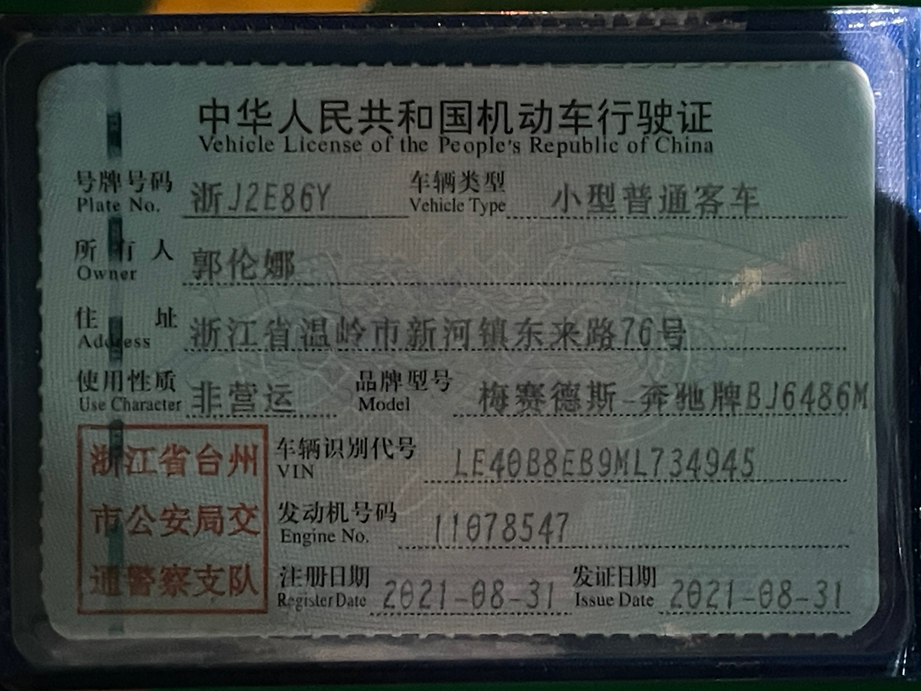 中华人民共和国机动车行驶证
Vehicle License of the People's Republic of China
号牌号码 浙J2E86Y 车辆类型 小型普通客车
Plate No. Vehicle Type
所有人 郭伦娜
Owner
住址 浙江省温岭市新河镇东来路76号
Address
使用性质 非营运 品牌型号 梅赛德斯-奔驰牌BJ6486M
Use Character Model
浙江省台州 车辆识别代号 LE40B8EB9ML734945
VIN
市公安局交 发动机号码 11078547
Engine No.
通警察支队 注册日期 2021-08-31 发证日期 2021-08-31
Register Date Issue Date